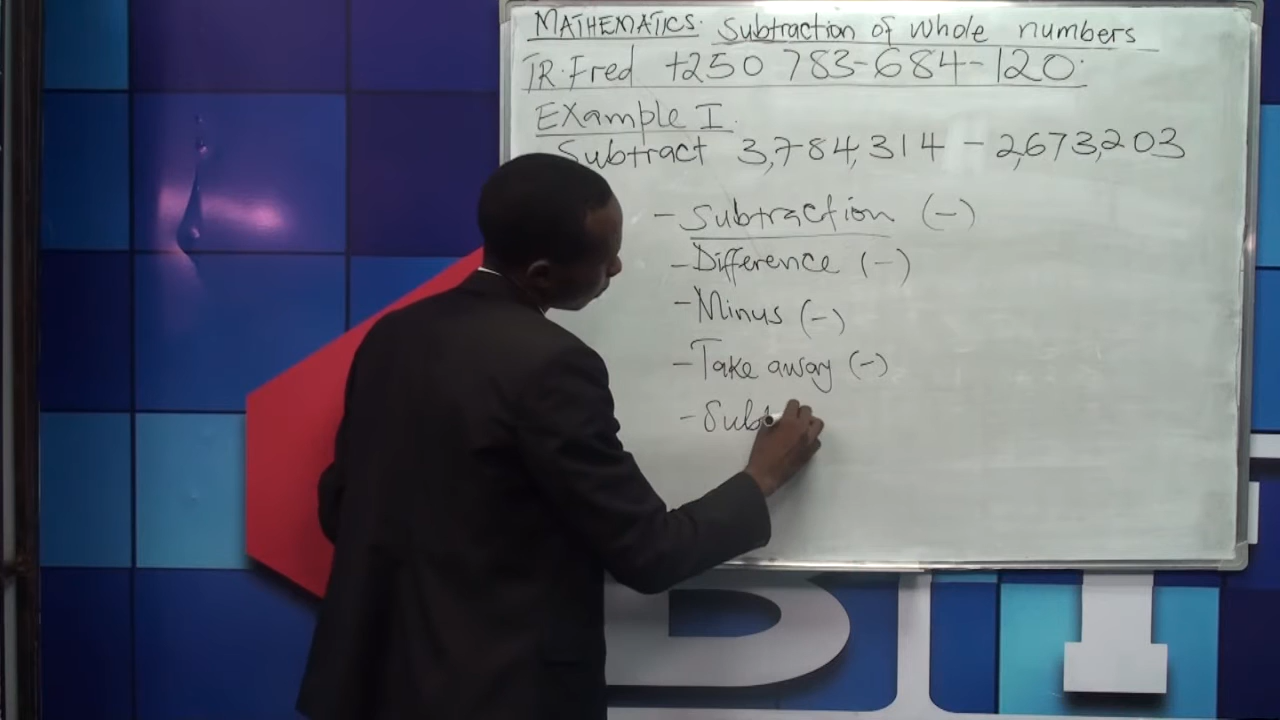 MATHEMATICS: Subtraction of whole numbers
TR. Fred +250 783-684-120.
Example I.
Subtract 3,784,314 - 2,673,203
- Subtraction (-)
- Difference (-)
- Minus (-)
- Take away (-)
- Subt